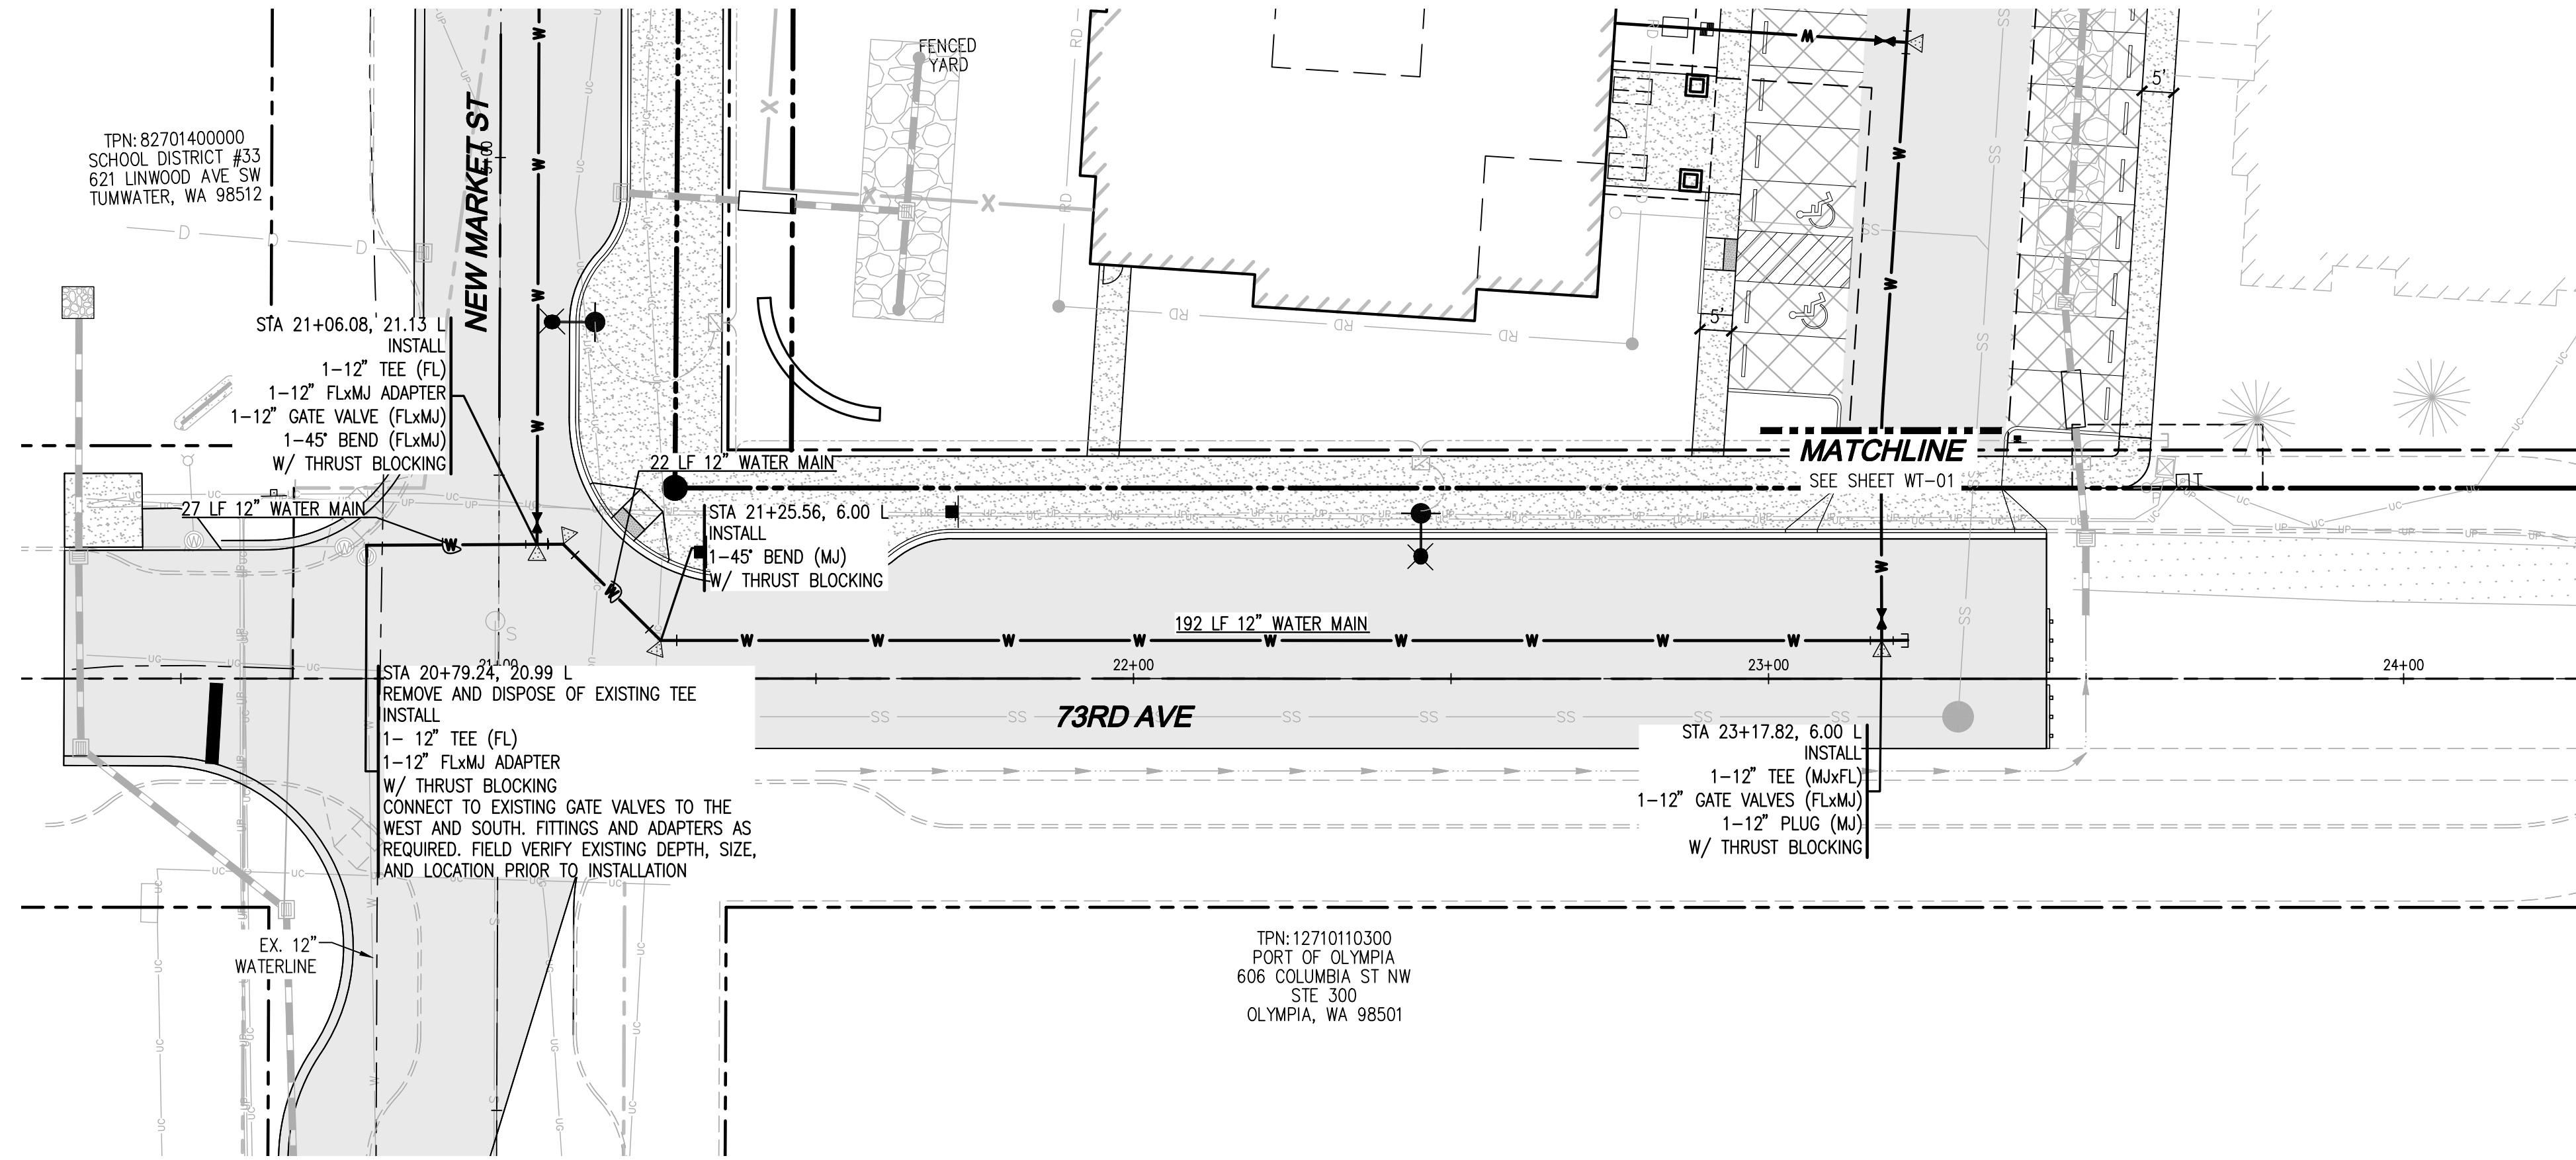 FENCED
YARD
5'
TPN:82701400000
SCHOOL DISTRICT #33
621 LINWOOD AVE SW
TUMWATER, WA 98512
NEW MARKET ST
5'
STA 21+06.08, 21.13 L
INSTALL
1-12" TEE (FL)
1-12" FLxMJ ADAPTER
1-12" GATE VALVE (FLxMJ)
1-45° BEND (FLxMJ)
W/ THRUST BLOCKING
MATCHLINE
SEE SHEET WT-01
22 LF 12" WATER MAIN
27 LF 12" WATER MAIN
STA 21+25.56, 6.00 L
INSTALL
1-45° BEND (MJ)
W/ THRUST BLOCKING
192 LF 12" WATER MAIN
21+00
22+00
23+00
24+00
STA 20+79.24, 20.99 L
REMOVE AND DISPOSE OF EXISTING TEE
INSTALL
1- 12" TEE (FL)
1-12" FLxMJ ADAPTER
W/ THRUST BLOCKING
CONNECT TO EXISTING GATE VALVES TO THE
WEST AND SOUTH. FITTINGS AND ADAPTERS AS
REQUIRED. FIELD VERIFY EXISTING DEPTH, SIZE,
AND LOCATION PRIOR TO INSTALLATION
73RD AVE
STA 23+17.82, 6.00 L
INSTALL
1-12" TEE (MJxFL)
1-12" GATE VALVES (FLxMJ)
1-12" PLUG (MJ)
W/ THRUST BLOCKING
EX. 12"
WATERLINE
TPN:12710110300
PORT OF OLYMPIA
606 COLUMBIA ST NW
STE 300
OLYMPIA, WA 98501